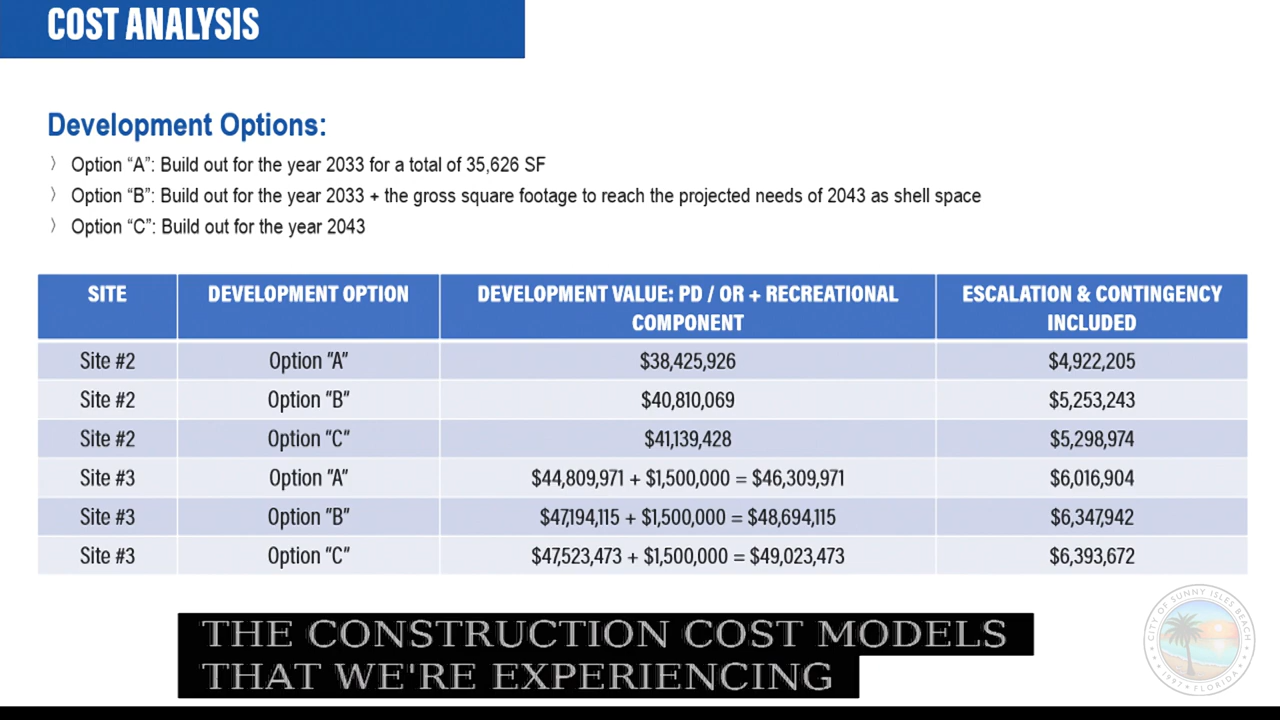 COST ANALYSIS
Development Options:
〉 Option “A”: Build out for the year 2033 for a total of 35,626 SF
〉 Option “B”: Build out for the year 2033 + the gross square footage to reach the projected needs of 2043 as shell space
〉 Option “C”: Build out for the year 2043
SITE DEVELOPMENT OPTION DEVELOPMENT VALUE: PD / OR + RECREATIONAL COMPONENT ESCALATION & CONTINGENCY INCLUDED
Site #2 Option "A" $38,425,926 $4,922,205
Site #2 Option "B" $40,810,069 $5,253,243
Site #2 Option "C" $41,139,428 $5,298,974
Site #3 Option "A" $44,809,971 + $1,500,000 = $46,309,971 $6,016,904
Site #3 Option "B" $47,194,115 + $1,500,000 = $48,694,115 $6,347,942
Site #3 Option "C" $47,523,473 + $1,500,000 = $49,023,473 $6,393,672
THE CONSTRUCTION COST MODELS
THAT WE'RE EXPERIENCING
CITY OF SUNNY ISLES BEACH
1997 • FLORIDA